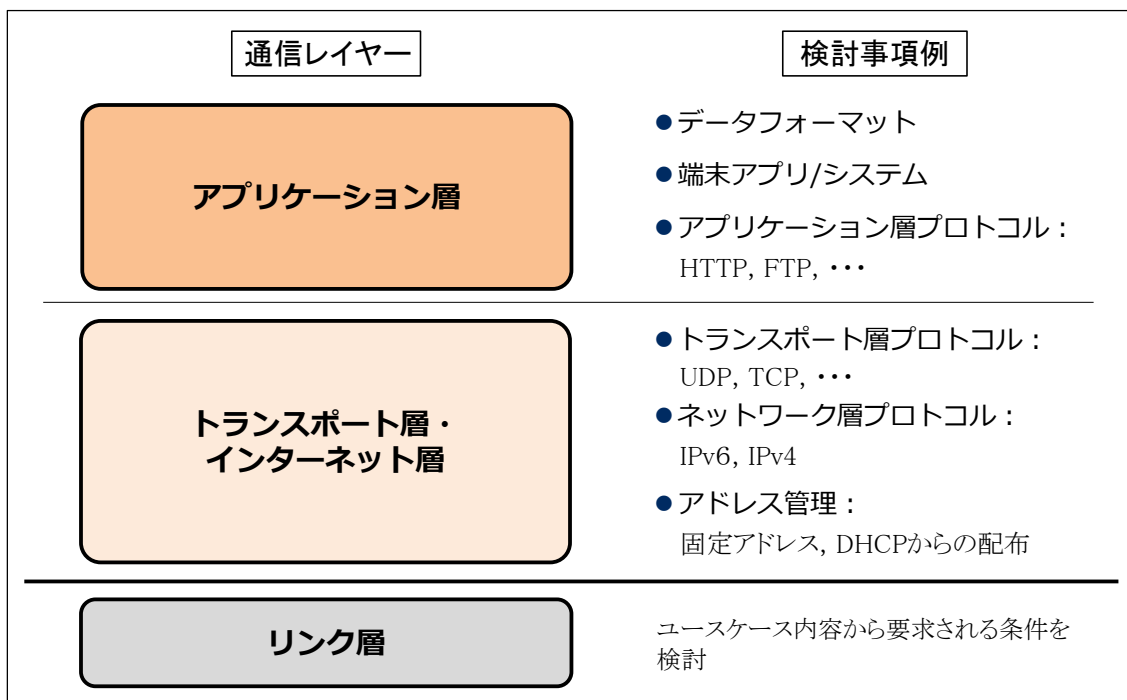 通信レイヤー
検討事項例
アプリケーション層
●データフォーマット
●端末アプリ/システム
●アプリケーション層プロトコル：
HTTP, FTP, ･･･
トランスポート層・
インターネット層
●トランスポート層プロトコル：
UDP, TCP, ･･･
●ネットワーク層プロトコル：
IPv6, IPv4
●アドレス管理：
固定アドレス, DHCPからの配布
リンク層
ユースケース内容から要求される条件を
検討